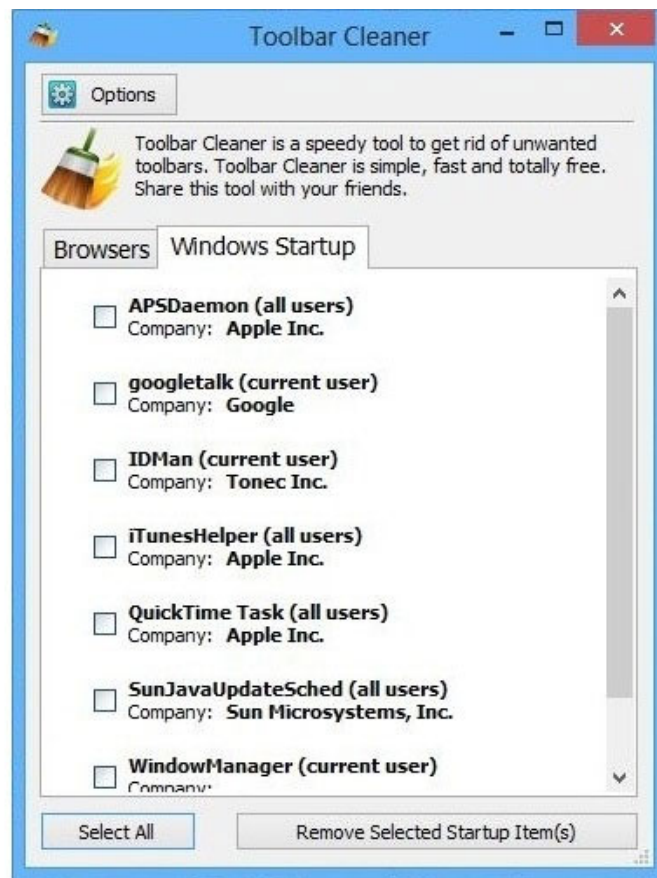 Toolbar Cleaner
Options
Toolbar Cleaner is a speedy tool to get rid of unwanted
toolbars. Toolbar Cleaner is simple, fast and totally free.
Share this tool with your friends.
Browsers
Windows Startup
APSDaemon (all users)
Company: Apple Inc.
googletalk (current user)
Company: Google
IDMan (current user)
Company: Tonec Inc.
iTunesHelper (all users)
Company: Apple Inc.
QuickTime Task (all users)
Company: Apple Inc.
SunJavaUpdateSched (all users)
Company: Sun Microsystems, Inc.
WindowManager (current user)
Company:
Select All
Remove Selected Startup Item(s)